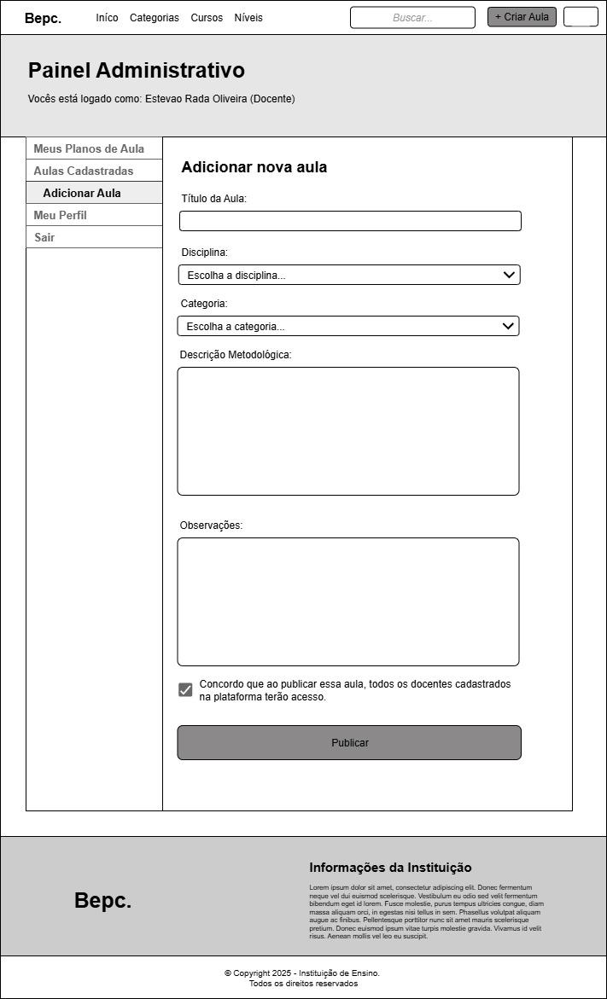 Bepc.
Iníco Categorias Cursos Níveis
Buscar...
+ Criar Aula
Painel Administrativo
Vocês está logado como: Estevao Rada Oliveira (Docente)
Meus Planos de Aula
Aulas Cadastradas
Adicionar Aula
Meu Perfil
Sair
Adicionar nova aula
Título da Aula:
Disciplina:
Escolha a disciplina...
Categoria:
Escolha a categoria...
Descrição Metodológica:
Observações:
Concordo que ao publicar essa aula, todos os docentes cadastrados
na plataforma terão acesso.
Publicar
Bepc.
Informações da Instituição
Lorem ipsum dolor sit amet, consectetur adipiscing elit. Donec fermentum
neque vel dui euismod scelerisque. Vestibulum eu odio sed velit fermentum
bibendum eget id lorem. Fusce molestie, purus tempus ultricies congue, diam
massa aliquam orci, in egestas nisi tellus in sem. Phasellus volutpat aliquam
augue ac finibus. Pellentesque porttitor nunc sit amet mauris scelerisque
pretium. Donec euismod ipsum vitae turpis molestie gravida. Vivamus id velit
risus. Aenean mollis vel leo eu suscipit.
© Copyright 2025 - Instituição de Ensino.
Todos os direitos reservados